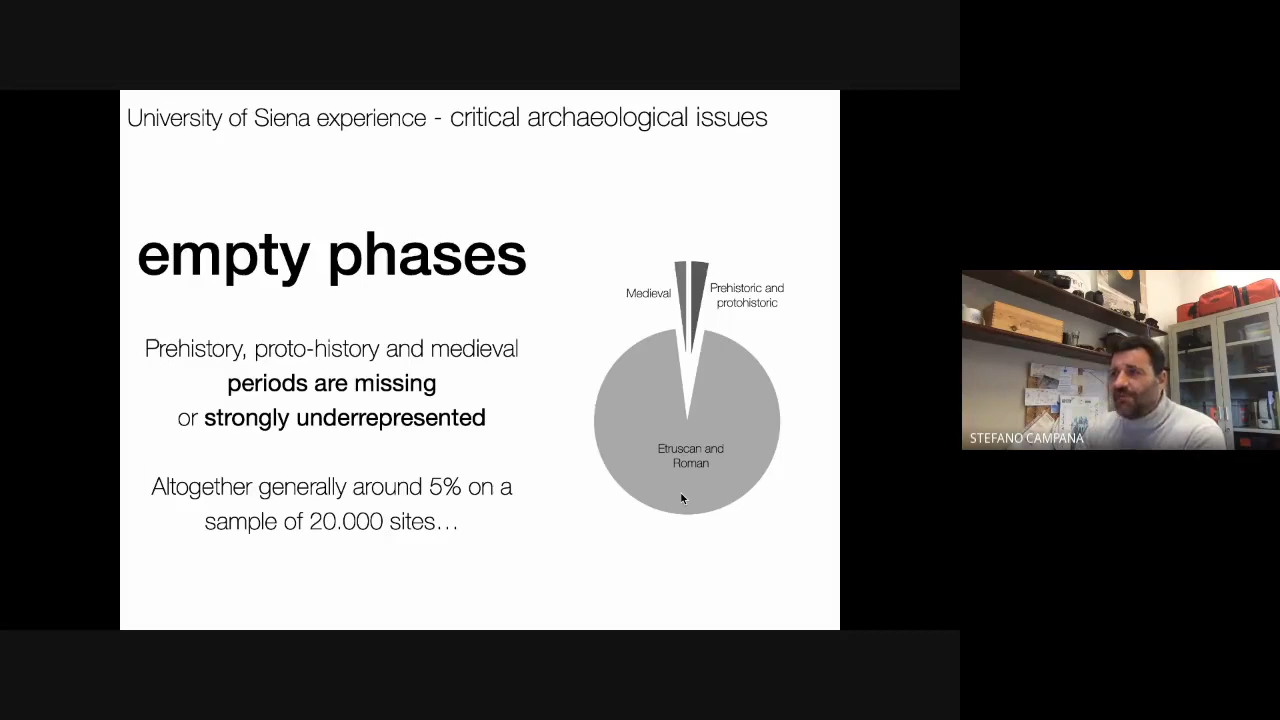 University of Siena experience - critical archaeological issues
empty phases
Prehistory, proto-history and medieval
periods are missing
or strongly underrepresented
Altogether generally around 5% on a
sample of 20.000 sites…
Medieval
Prehistoric and
protohistoric
Etruscan and
Roman
STEFANO CAMPANA